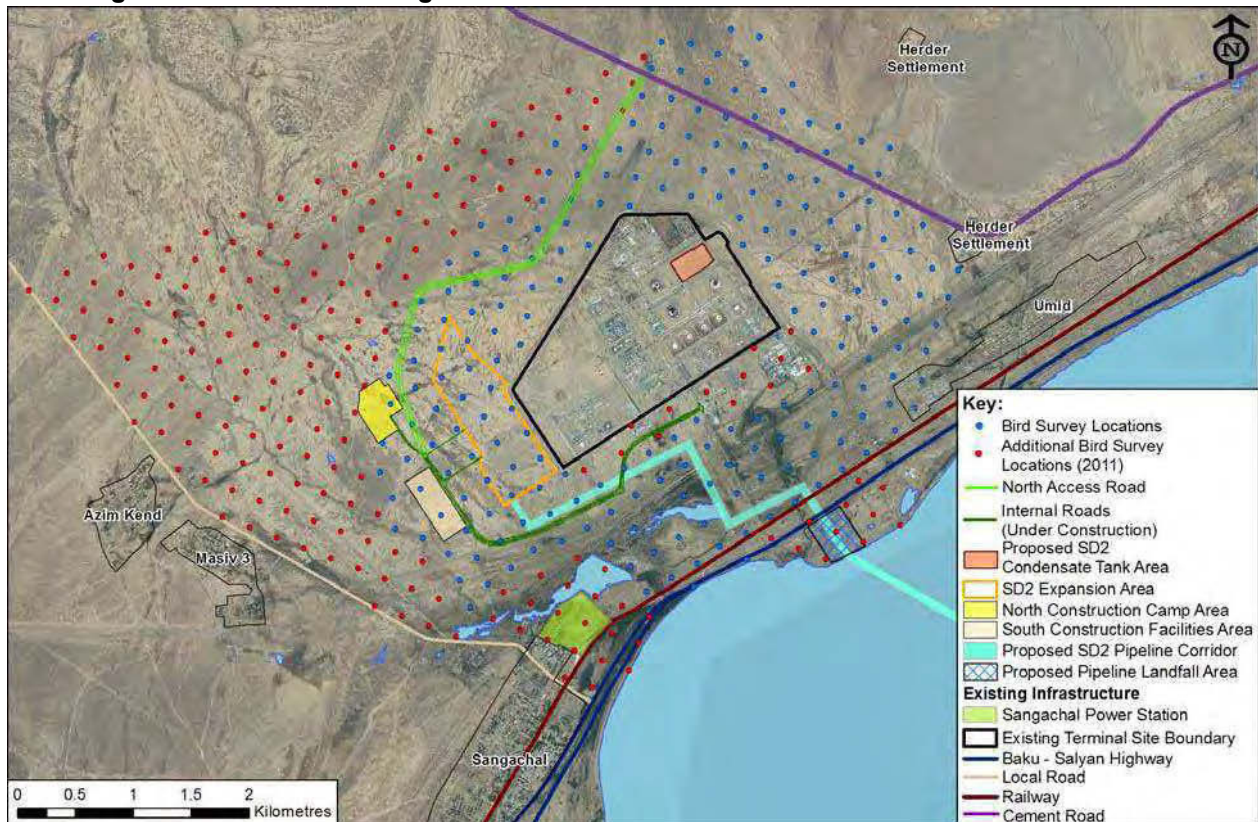 N
Herder
Settlement
Herder
Settlement
Umid
Azim Kend
Masiv 3
Sangachal
Key:
Bird Survey Locations
Additional Bird Survey
Locations (2011)
North Access Road
Internal Roads
(Under Construction)
Proposed SD2
Condensate Tank Area
SD2 Expansion Area
North Construction Camp Area
South Construction Facilities Area
Proposed SD2 Pipeline Corridor
Proposed Pipeline Landfall Area
Existing Infrastructure
Sangachal Power Station
Existing Terminal Site Boundary
Baku - Salyan Highway
Local Road
Railway
Cement Road
0 0.5 1 1.5 2
Kilometres